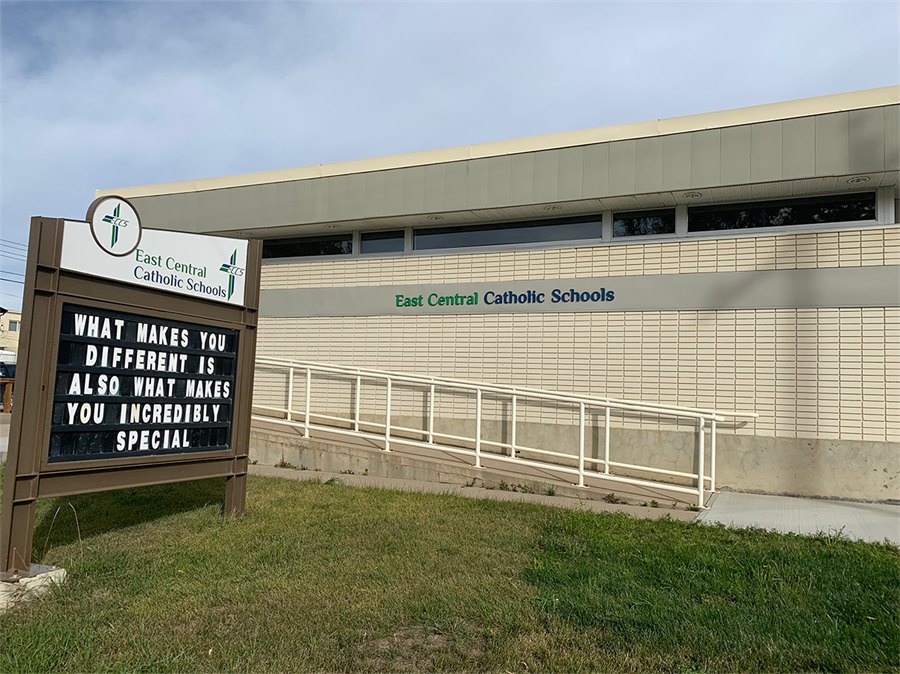 ECCS
East Central
Catholic Schools
ECCS
WHAT MAKES YOU
DIFFERENT IS
ALSO WHAT MAKES
YOU INCREDIBLY
SPECIAL
East Central Catholic Schools